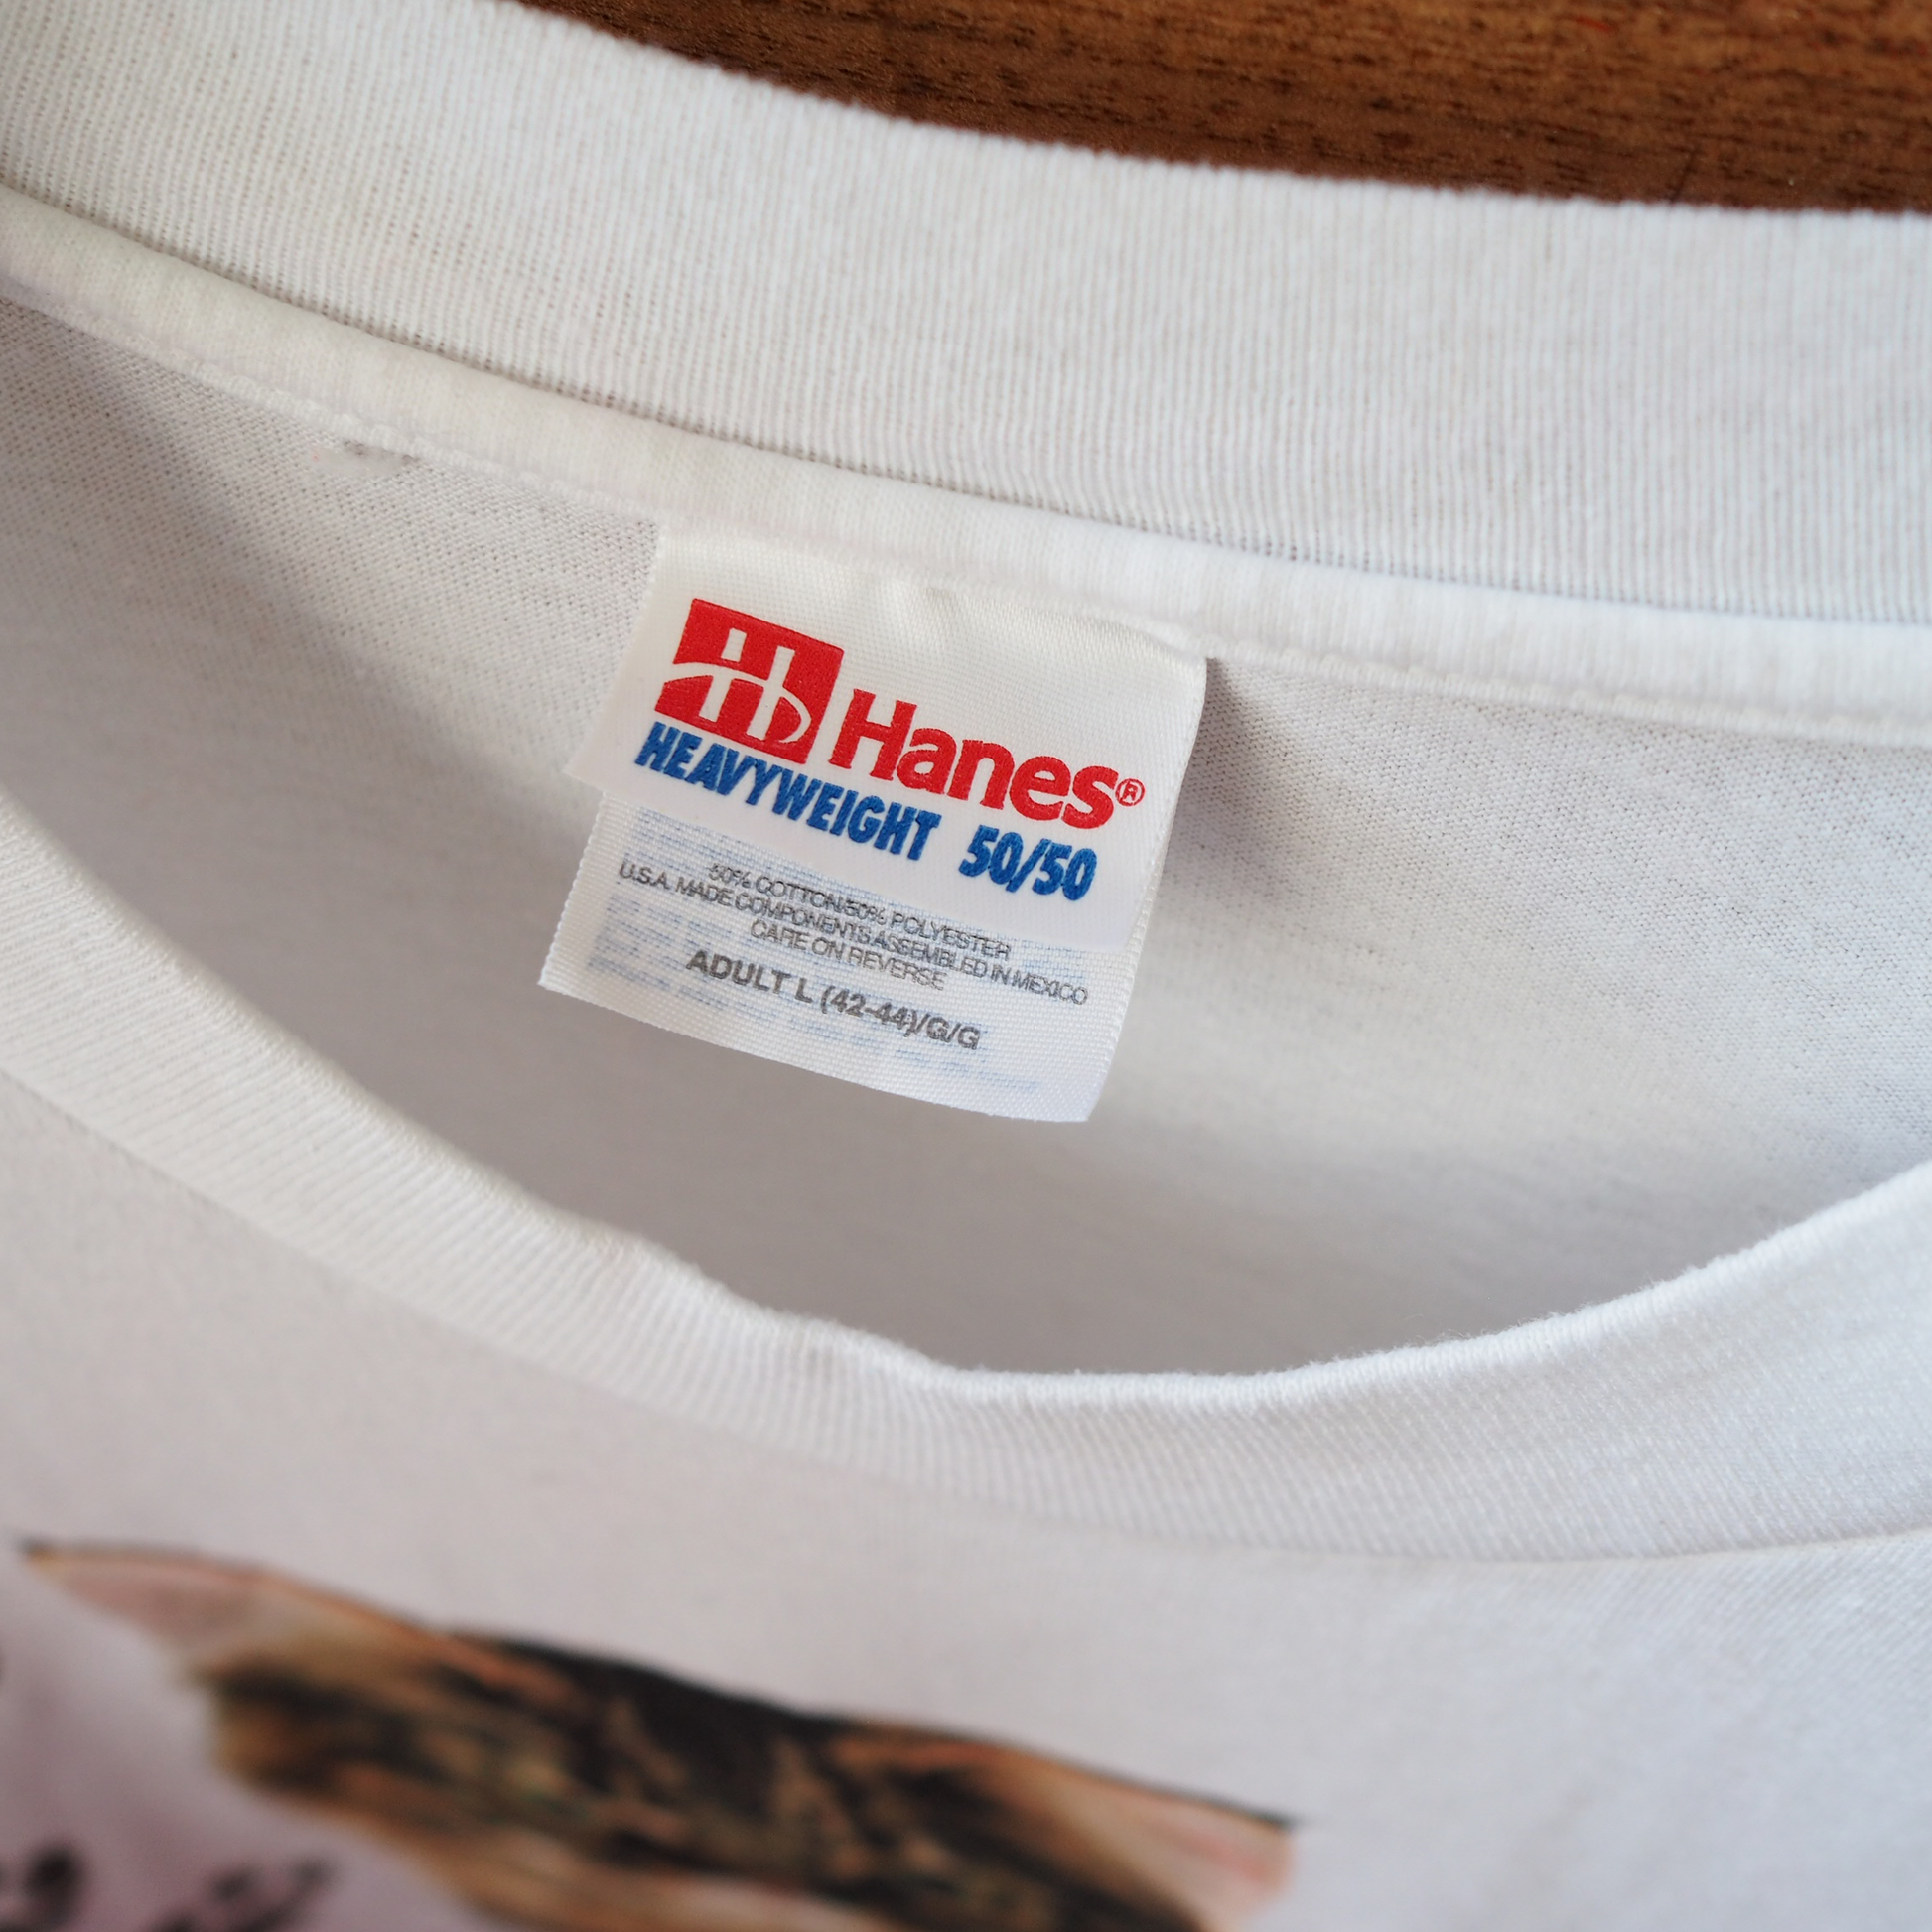 Hanes®
HEAVYWEIGHT 50/50
50% COTTON/50% POLYESTER
U.S.A. MADE COMPONENTS ASSEMBLED IN MEXICO
CARE ON REVERSE
ADULT L (42-44)/G/G